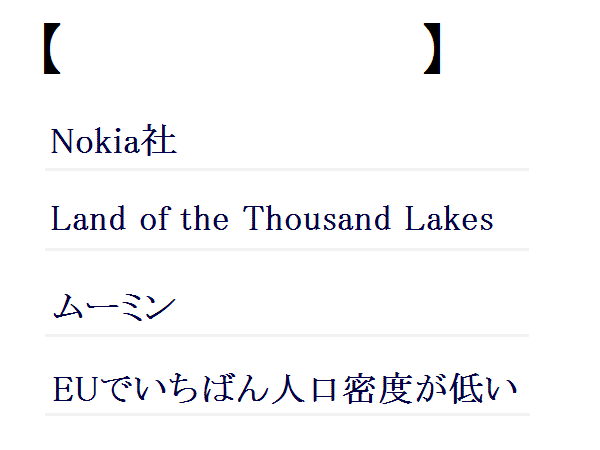 【　　　　　　　　】
Nokia社
Land of the Thousand Lakes
ムーミン
EUでいちばん人口密度が低い